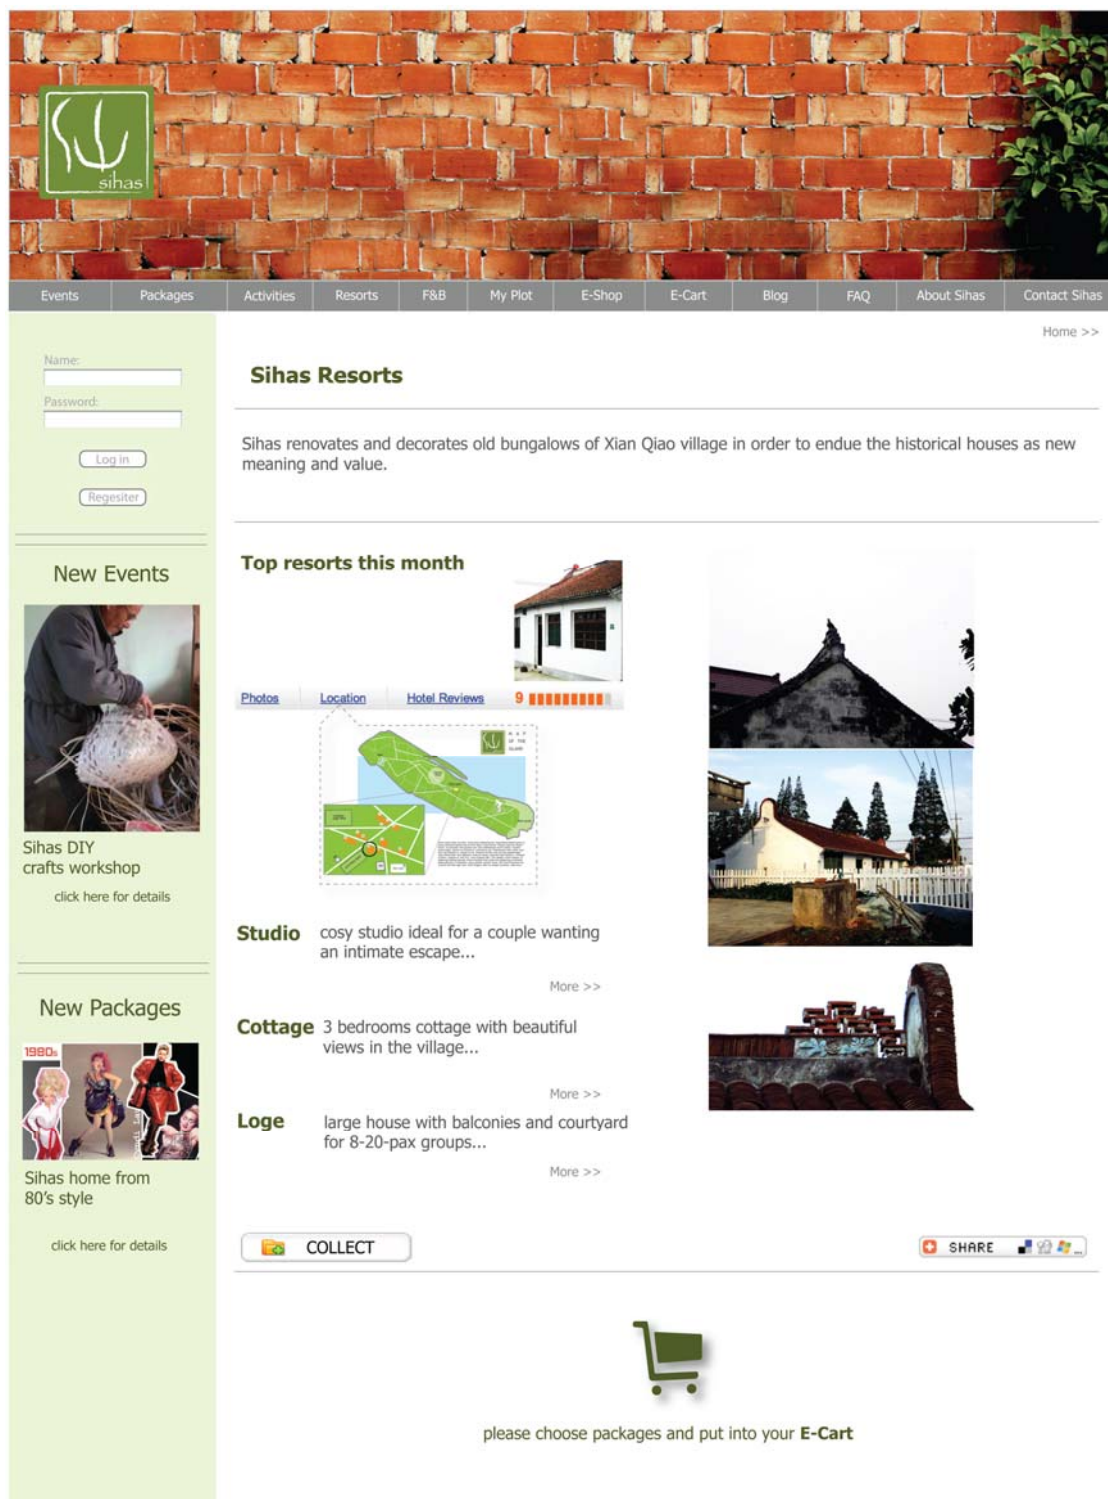 sihas
Events Packages Activities Resorts F&B My Plot E-Shop E-Cart Blog FAQ About Sihas Contact Sihas
Home >>
Name:
Password:
Log in
Regesiter
New Events
Sihas DIY
crafts workshop
click here for details
New Packages
1980s
Sihas home from
80's style
click here for details
Sihas Resorts
Sihas renovates and decorates old bungalows of Xian Qiao village in order to endue the historical houses as new
meaning and value.
Top resorts this month
Photos Location Hotel Reviews 9
MAP
OF THE
ISLAND
Studio cosy studio ideal for a couple wanting
an intimate escape...
More >>
Cottage 3 bedrooms cottage with beautiful
views in the village...
More >>
Loge large house with balconies and courtyard
for 8-20-pax groups...
More >>
COLLECT
SHARE ...
please choose packages and put into your E-Cart